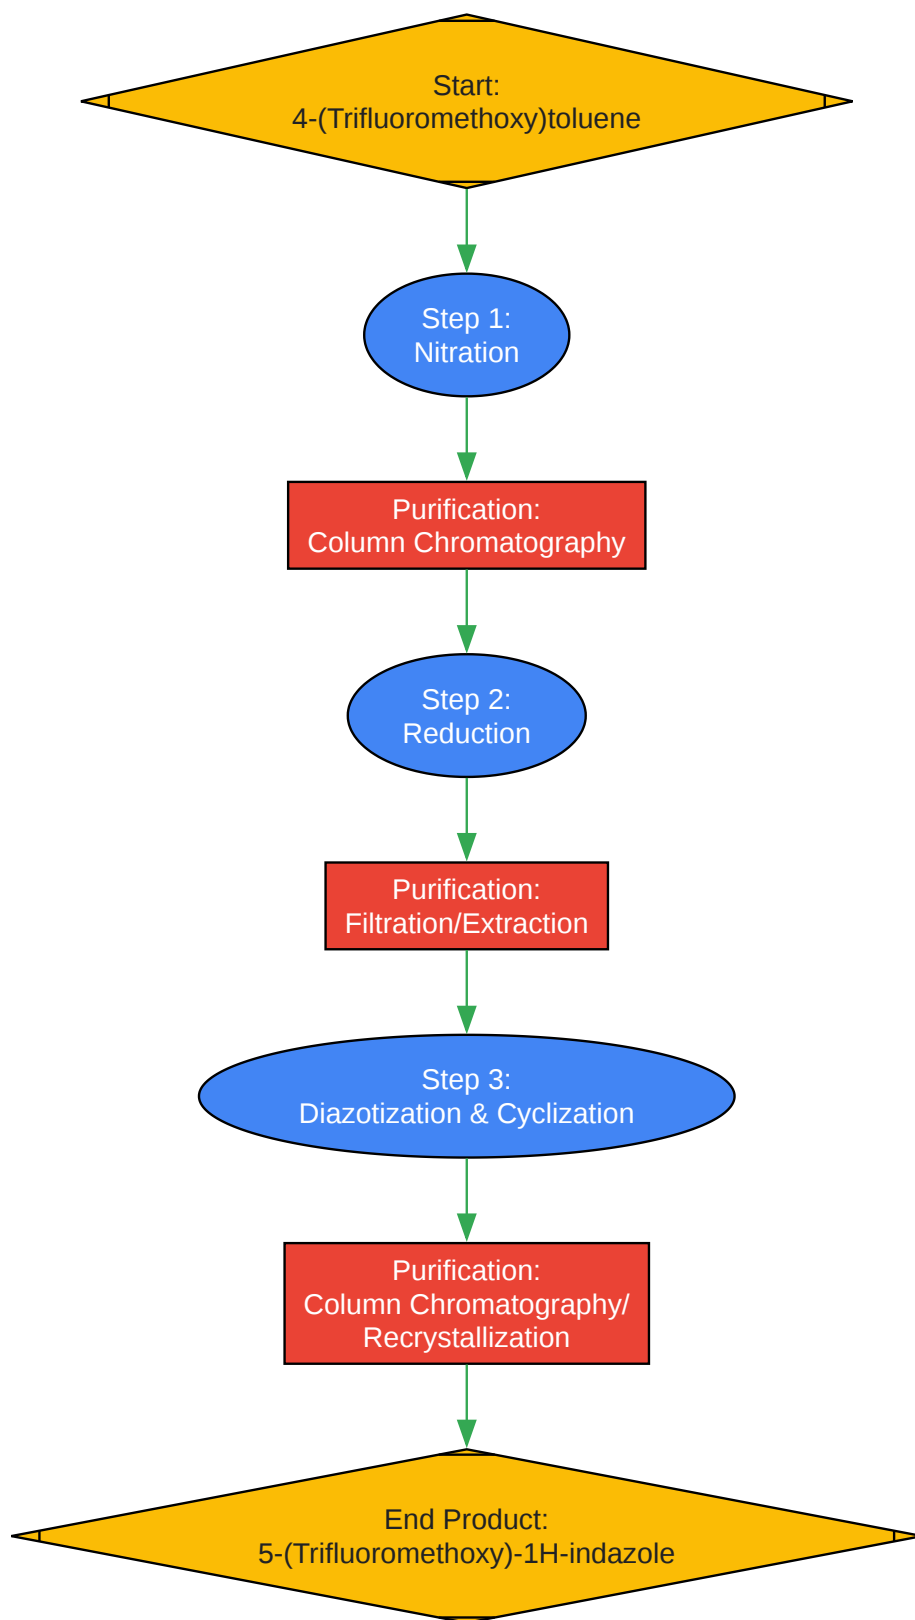 Start:
4-(Trifluoromethoxy)toluene
Step 1:
Nitration
Purification:
Column Chromatography
Step 2:
Reduction
Purification:
Filtration/Extraction
Step 3:
Diazotization & Cyclization
Purification:
Column Chromatography/
Recrystallization
End Product:
5-(Trifluoromethoxy)-1H-indazole